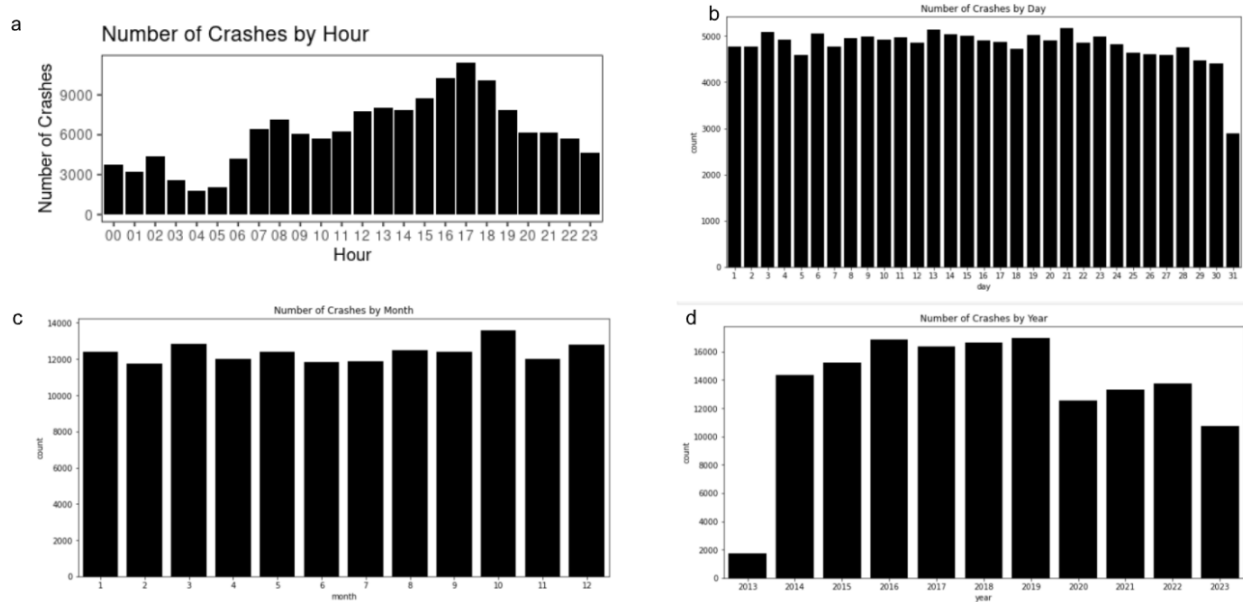 a
Number of Crashes by Hour
Number of Crashes
9000
6000
3000
0
00 01 02 03 04 05 06 07 08 09 10 11 12 13 14 15 16 17 18 19 20 21 22 23
Hour
b
Number of Crashes by Day
count
5000
4000
3000
2000
1000
0
1 2 3 4 5 6 7 8 9 10 11 12 13 14 15 16 17 18 19 20 21 22 23 24 25 26 27 28 29 30 31
day
c
Number of Crashes by Month
count
14000
12000
10000
8000
6000
4000
2000
0
1 2 3 4 5 6 7 8 9 10 11 12
month
d
Number of Crashes by Year
count
16000
14000
12000
10000
8000
6000
4000
2000
0
2013 2014 2015 2016 2017 2018 2019 2020 2021 2022 2023
year